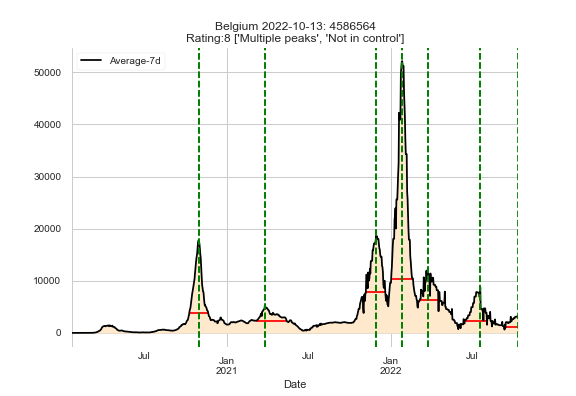 Belgium 2022-10-13: 4586564
Rating:8 ['Multiple peaks', 'Not in control']
Average-7d
50000
40000
30000
20000
10000
0
Jul
Jan
2021
Jul
Jan
2022
Jul
Date